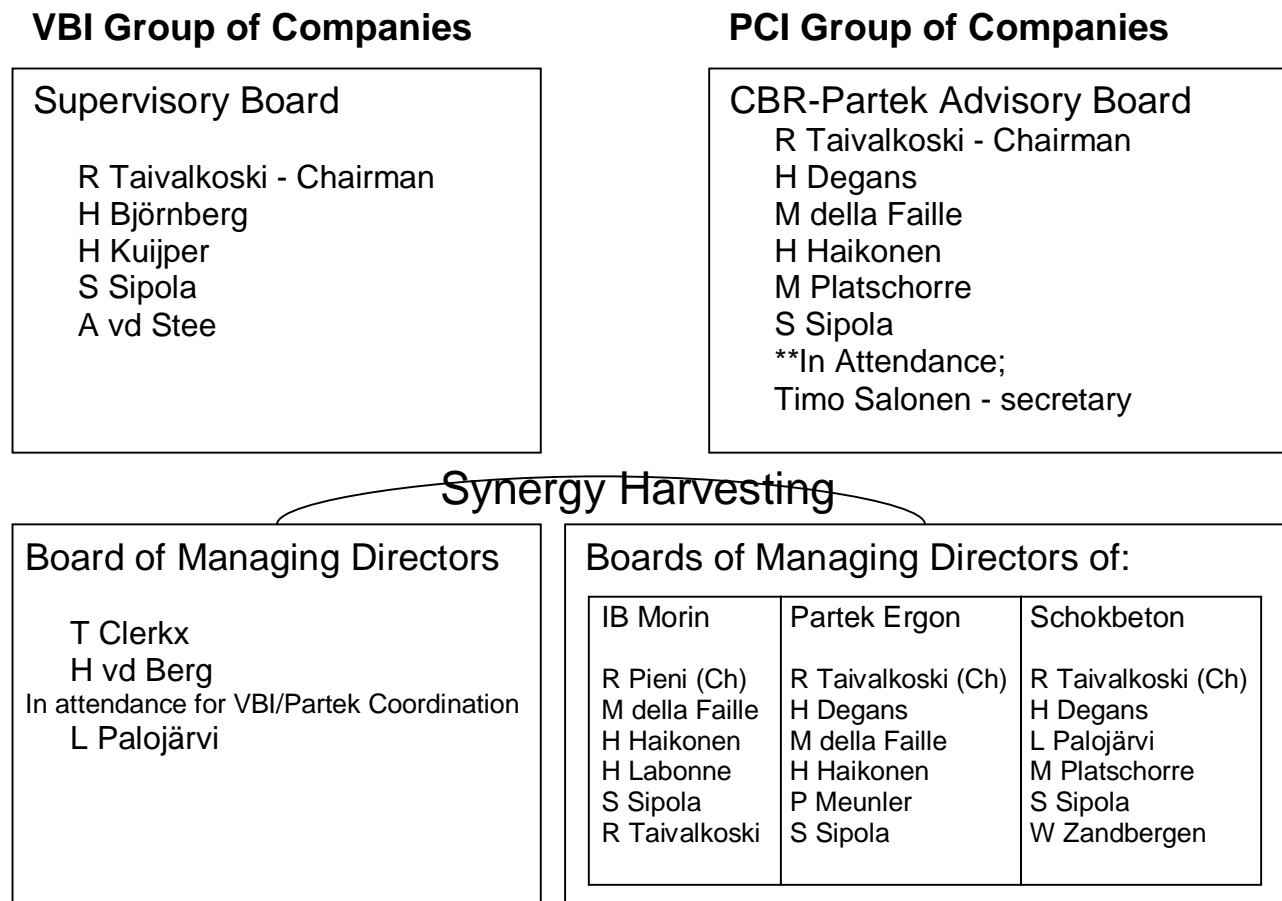 VBI Group of Companies
Supervisory Board
R Taivalkoski - Chairman
H Björnberg
H Kuijper
S Sipola
A vd Stee
PCI Group of Companies
CBR-Partek Advisory Board
R Taivalkoski - Chairman
H Degans
M della Faille
H Haikonen
M Platschorre
S Sipola
**In Attendance;
Timo Salonen - secretary
Synergy Harvesting
Board of Managing Directors
T Clerkx
H vd Berg
In attendance for VBI/Partek Coordination
L Palojärvi
Boards of Managing Directors of:
IB Morin
R Pieni (Ch)
M della Faille
H Haikonen
H Labonne
S Sipola
R Taivalkoski
Partek Ergon
R Taivalkoski (Ch)
H Degans
M della Faille
H Haikonen
P Meunler
S Sipola
Schokbeton
R Taivalkoski (Ch)
H Degans
L Palojärvi
M Platschorre
S Sipola
W Zandbergen